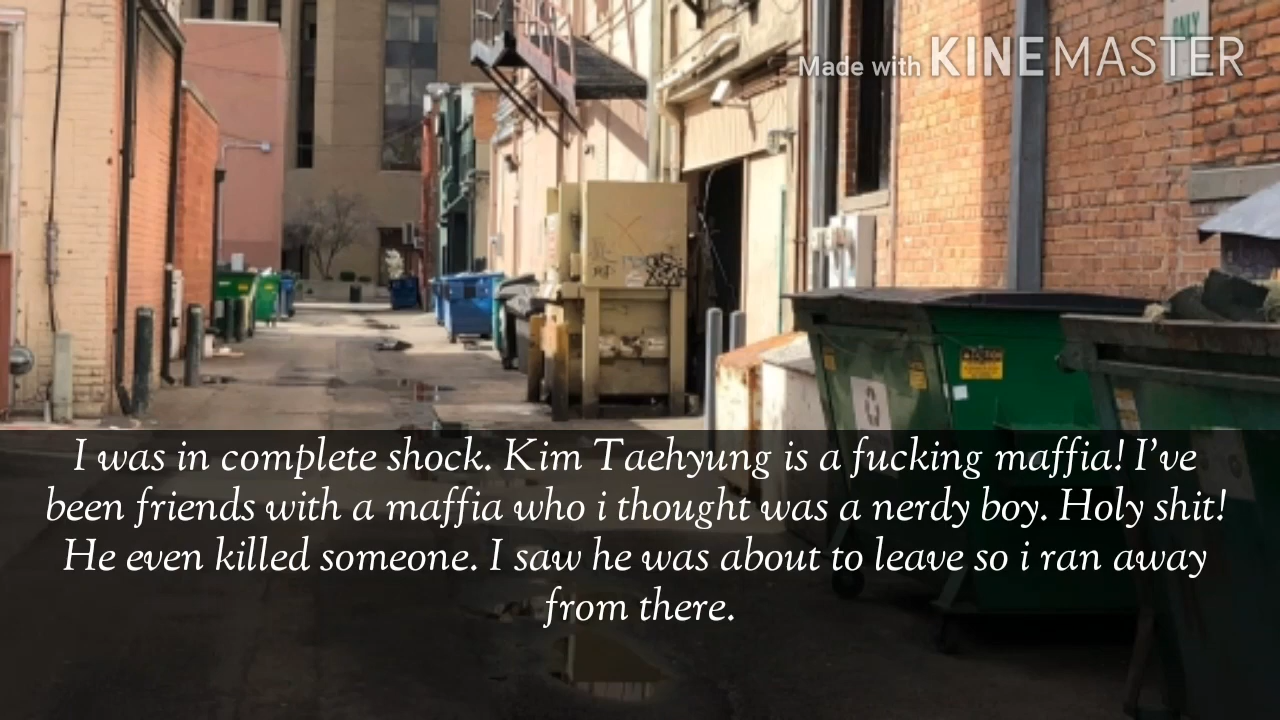 ONLY
Made with KINEMASTER
I was in complete shock. Kim Taehyung is a fucking maffia! I've
been friends with a maffia who i thought was a nerdy boy. Holy shit!
He even killed someone. I saw he was about to leave so i ran away
from there.